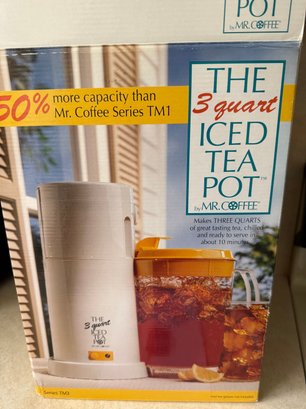 POT
by MR. COFFEE
50% more capacity than
Mr. Coffee Series TM1
THE
3 quart
ICED
TEA
POT™
by MR. COFFEE®
Makes THREE QUARTS
of great tasting tea, chilled
and ready to serve in
about 10 minutes.
THE
3 quart
ICED
TEA
POT
Series TM3